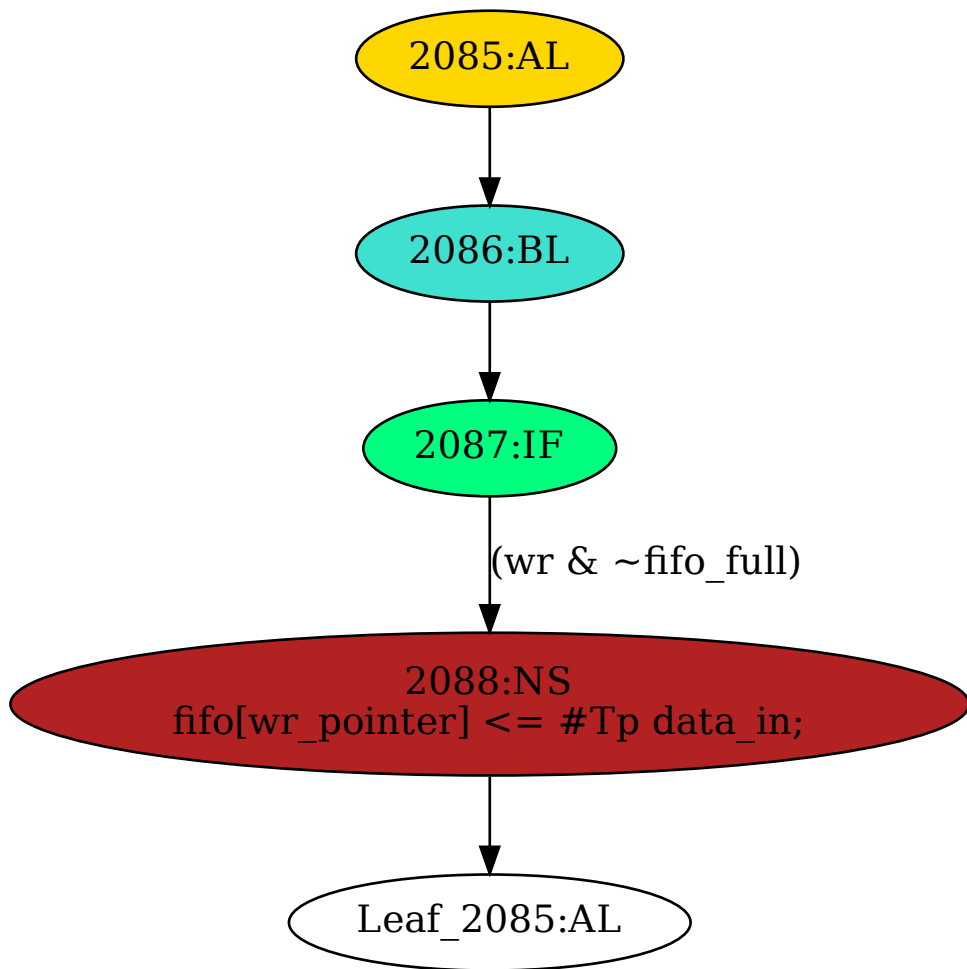 2085:AL
2086:BL
2087:IF
(wr & ~fifo_full)
2088:NS
fifo[wr_pointer] <= #Tp data_in;
Leaf_2085:AL